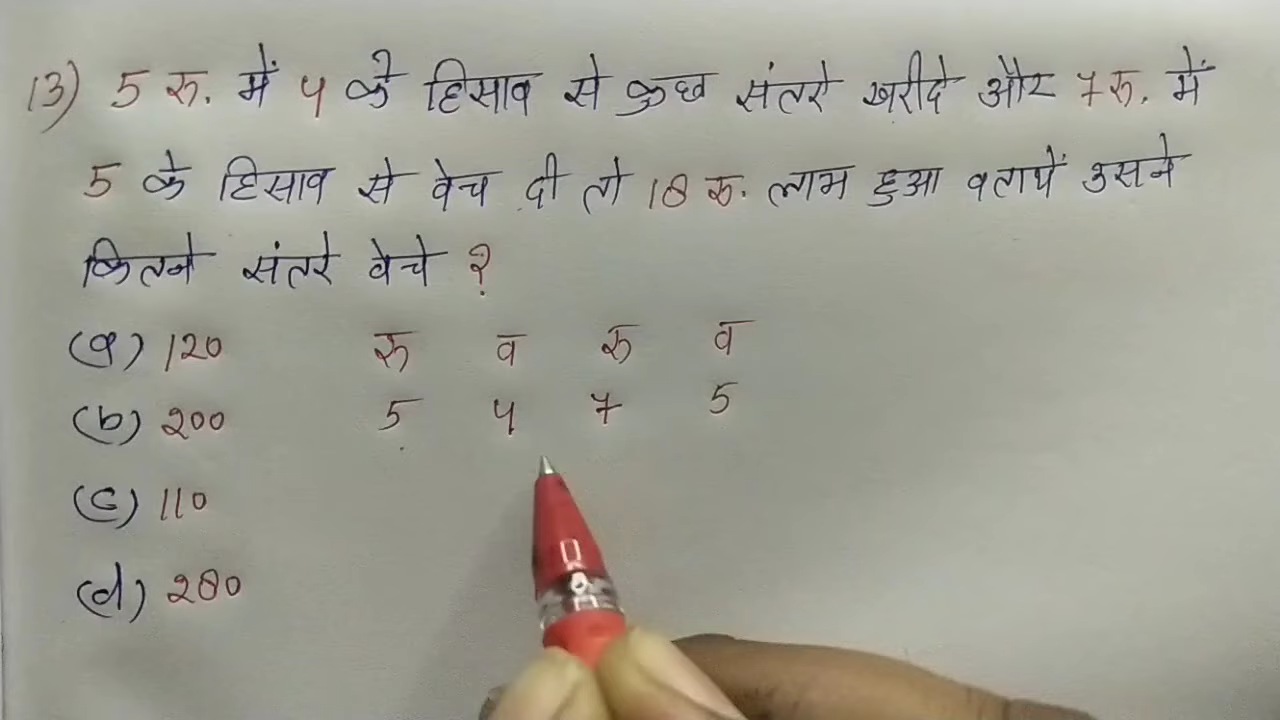 13) 5 रु. में 4 के हिसाब से कुछ संतरे खरीदे और 7 रु. में
5 के हिसाब से वेच दी तो 18 रु. लाभ हुआ वतायें उसने
कितने संतरे वेचे ?
(a) 120 रु व रु व
(b) 200 5 4 7 5
(c) 110
(d) 280